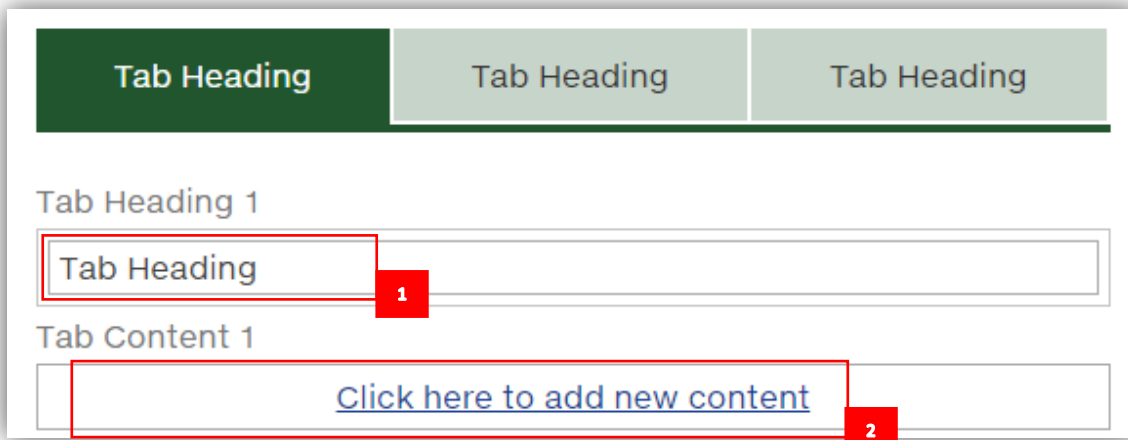 Tab Heading Tab Heading Tab Heading
Tab Heading 1
Tab Heading
1
Tab Content 1
Click here to add new content
2